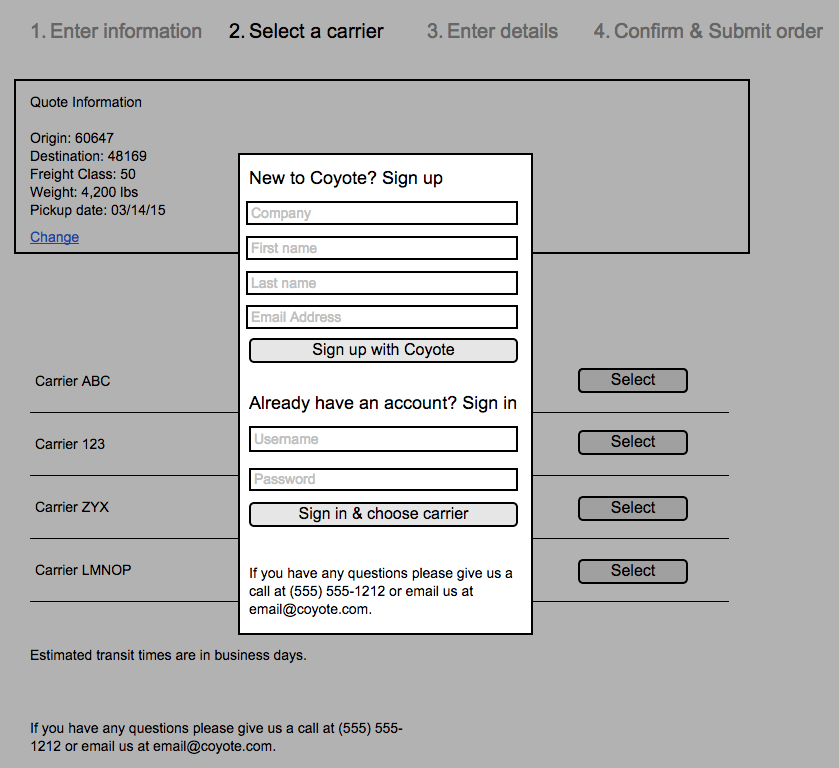 1. Enter information 2. Select a carrier 3. Enter details 4. Confirm & Submit order
Quote Information
Origin: 60647
Destination: 48169
Freight Class: 50
Weight: 4,200 lbs
Pickup date: 03/14/15
Change
New to Coyote? Sign up
Company
First name
Last name
Email Address
Sign up with Coyote
Already have an account? Sign in
Username
Password
Sign in & choose carrier
If you have any questions please give us a
call at (555) 555-1212 or email us at
email@coyote.com.
Carrier ABC Select
Carrier 123 Select
Carrier ZYX Select
Carrier LMNOP Select
Estimated transit times are in business days.
If you have any questions please give us a call at (555) 555-
1212 or email us at email@coyote.com.